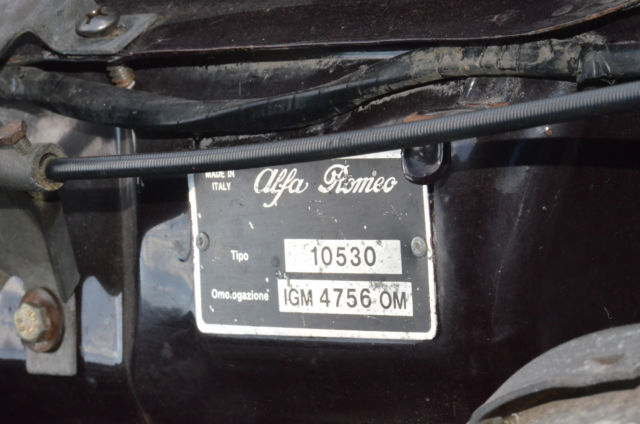 MADE IN
ITALY
Alfa Romeo
Tipo 10530
Omologazione IGM 4756 OM